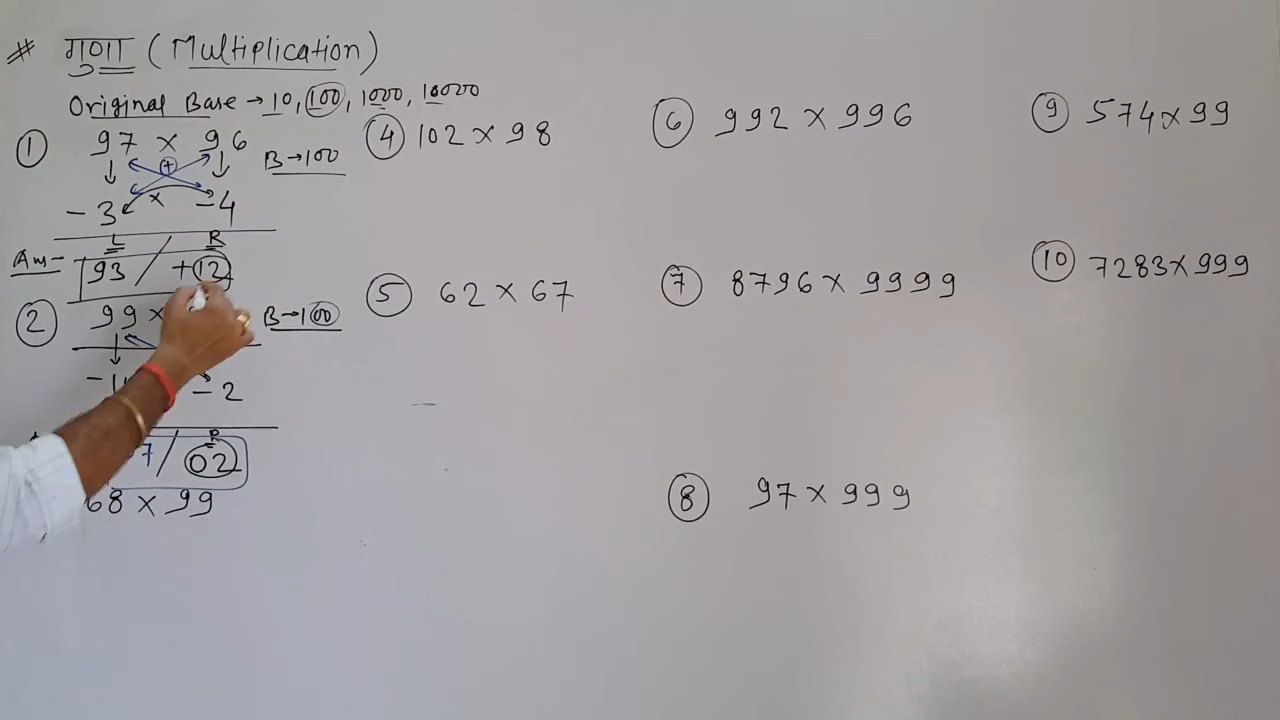 # गुणा (Multiplication)
Original Base → 10, 100, 1000, 10000
① 97 × 96 B → 100
+
×
-3 -4
L R
Ans- 93 / +12
② 99 × B → 100
-1 -2
R
7 / 02
68 × 99
④ 102 × 98
⑤ 62 × 67
⑥ 992 × 996
⑦ 8796 × 9999
⑧ 97 × 999
⑨ 574 × 99
⑩ 7283 × 999